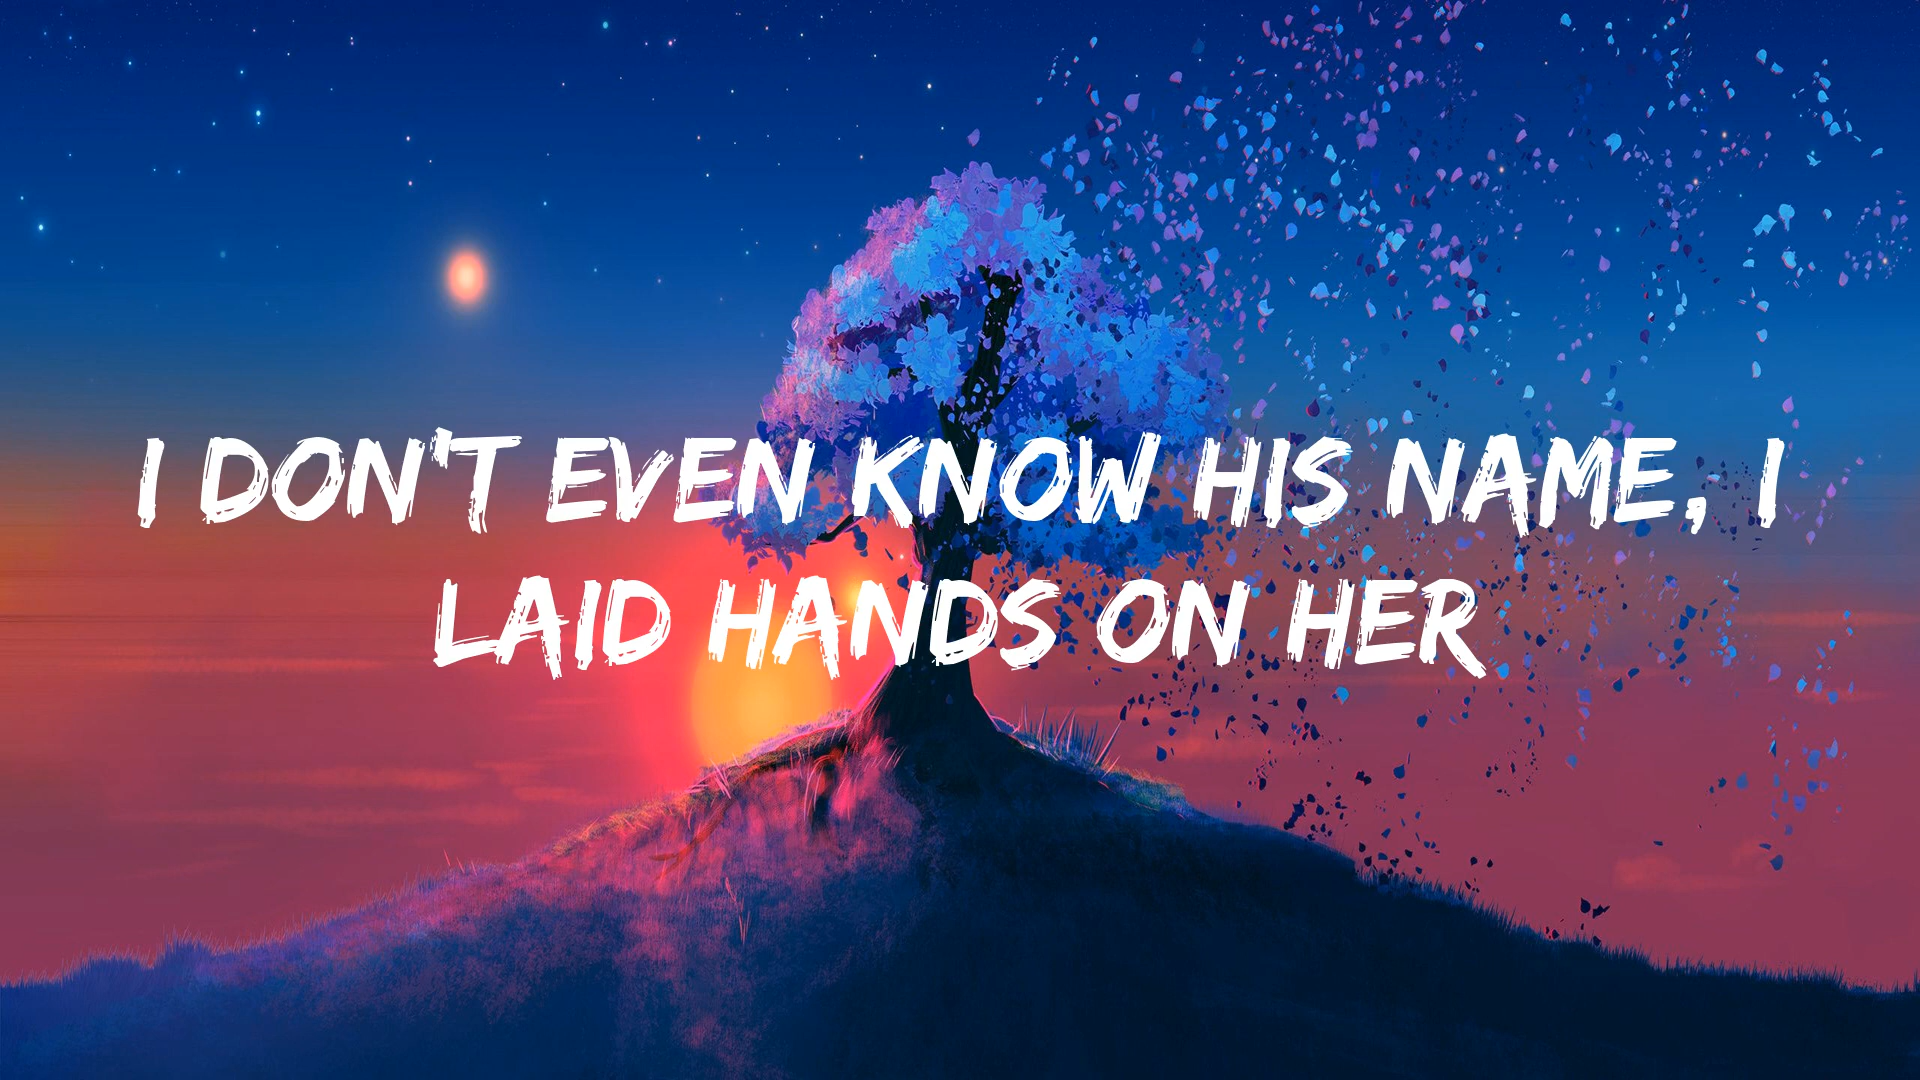 I DON'T EVEN KNOW HIS NAME, I
LAID HANDS ON HER